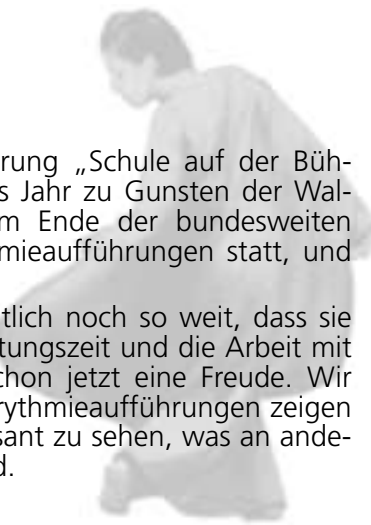 rung „Schule auf der Büh-
s Jahr zu Gunsten der Wal-
m Ende der bundesweiten
mieaufführungen statt, und
tlich noch so weit, dass sie
tungszeit und die Arbeit mit
chon jetzt eine Freude. Wir
rythmieaufführungen zeigen
sant zu sehen, was an ande-
d.